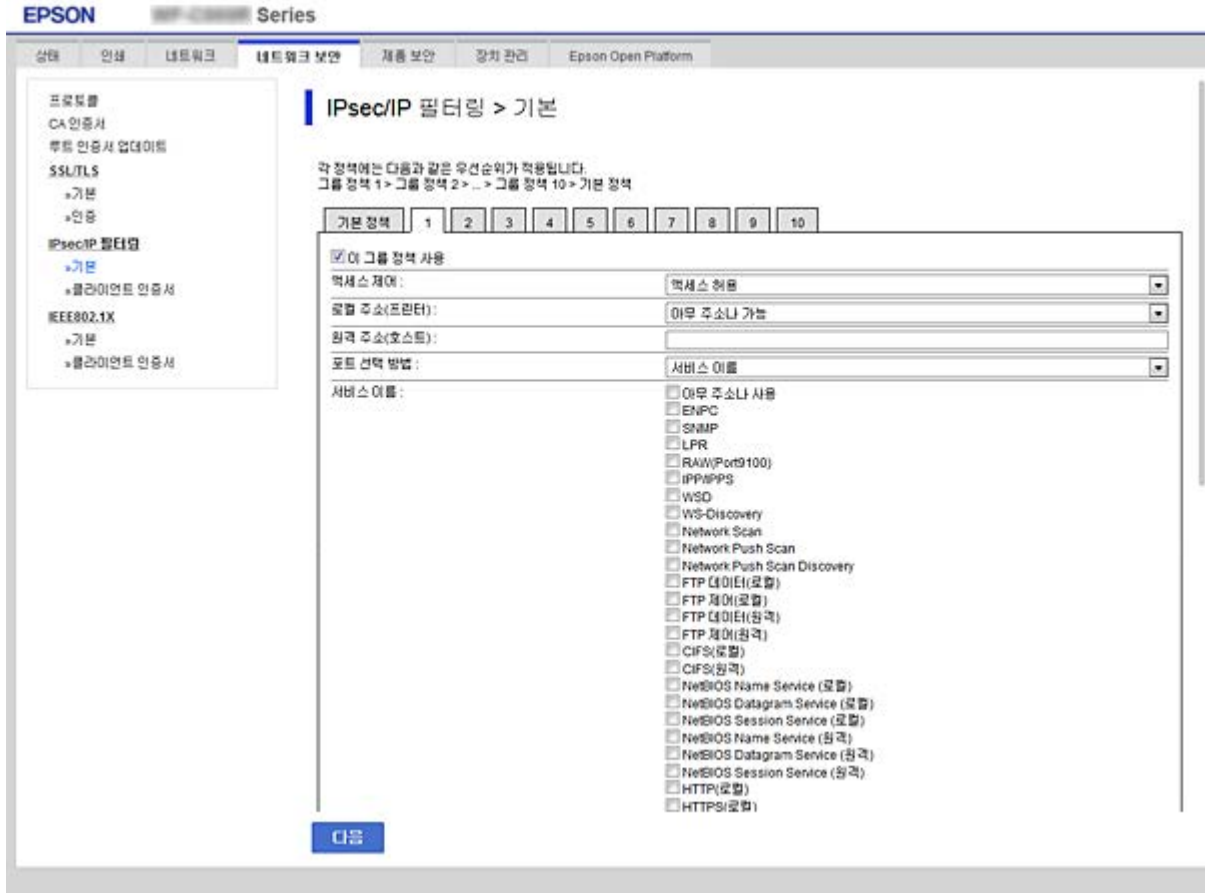 EPSON
Series
상태 인쇄 네트워크 네트워크 보안 제품 보안 장치 관리 Epson Open Platform
프로토콜
CA 인증서
루트 인증서 업데이트
SSL/TLS
»기본
»인증
IPsec/IP 필터링
»기본
»클라이언트 인증서
IEEE802.1X
»기본
»클라이언트 인증서
IPsec/IP 필터링 > 기본
각 정책에는 다음과 같은 우선순위가 적용됩니다.
그룹 정책 1 > 그룹 정책 2 > ... > 그룹 정책 10 > 기본 정책
기본 정책 1 2 3 4 5 6 7 8 9 10
이 그룹 정책 사용
액세스 제어 : 액세스 허용
로컬 주소(프린터) : 아무 주소나 가능
원격 주소(호스트) :
포트 선택 방법 : 서비스 이름
서비스 이름 : 아무 주소나 사용
ENPC
SNMP
LPR
RAW(Port9100)
IPP/IPPS
WSD
WS-Discovery
Network Scan
Network Push Scan
Network Push Scan Discovery
FTP 데이터(로컬)
FTP 제어(로컬)
FTP 데이터(원격)
FTP 제어(원격)
CIFS(로컬)
CIFS(원격)
NetBIOS Name Service (로컬)
NetBIOS Datagram Service (로컬)
NetBIOS Session Service (로컬)
NetBIOS Name Service (원격)
NetBIOS Datagram Service (원격)
NetBIOS Session Service (원격)
HTTP(로컬)
HTTPS(로컬)
다음